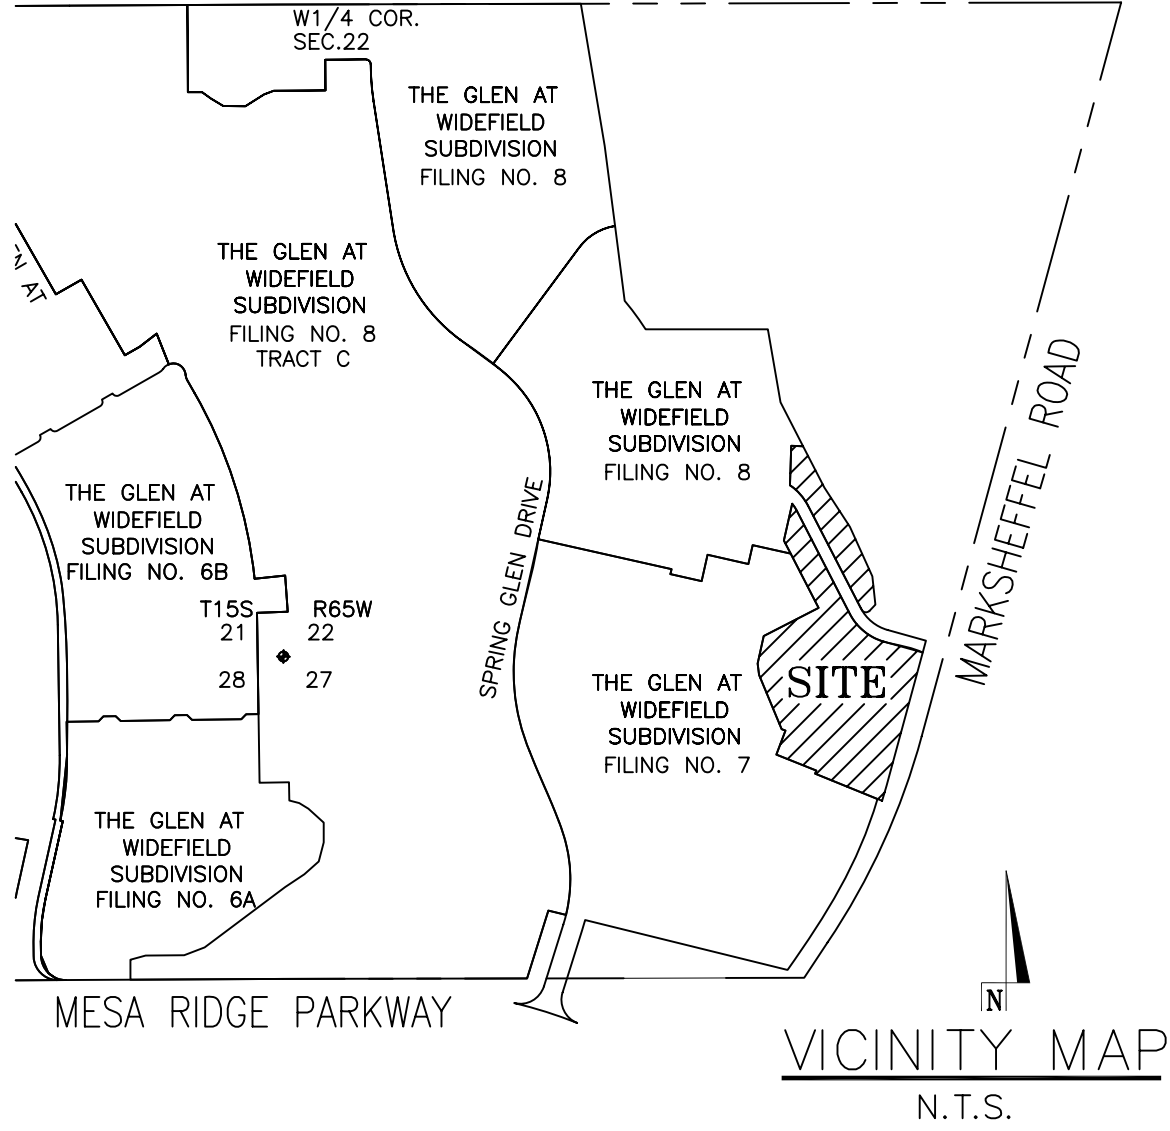 W1/4 COR.
SEC.22
THE GLEN AT
WIDEFIELD
SUBDIVISION
FILING NO. 8
THE GLEN AT
WIDEFIELD
SUBDIVISION
FILING NO. 8
TRACT C
AT
THE GLEN AT
WIDEFIELD
SUBDIVISION
FILING NO. 8
MARKSHEFFEL ROAD
THE GLEN AT
WIDEFIELD
SUBDIVISION
FILING NO. 6B
SPRING GLEN DRIVE
T15S R65W
21 22
28 27
SITE
THE GLEN AT
WIDEFIELD
SUBDIVISION
FILING NO. 7
THE GLEN AT
WIDEFIELD
SUBDIVISION
FILING NO. 6A
MESA RIDGE PARKWAY
N
VICINITY MAP
N.T.S.